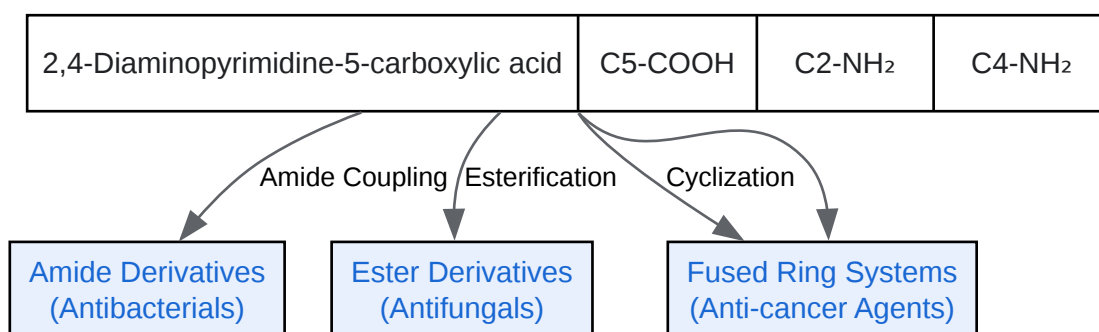 2,4-Diaminopyrimidine-5-carboxylic acid
C5-COOH
C2-NH₂
C4-NH₂
Amide Coupling
Esterification
Cyclization
Amide Derivatives
(Antibacterials)
Ester Derivatives
(Antifungals)
Fused Ring Systems
(Anti-cancer Agents)